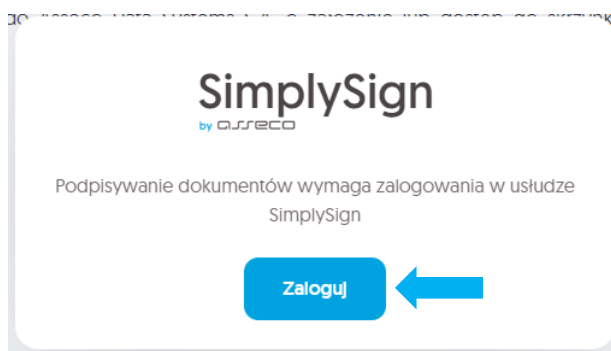 SimplySign
by asseco
Podpisywanie dokumentów wymaga zalogowania w usłudze
SimplySign
Zaloguj